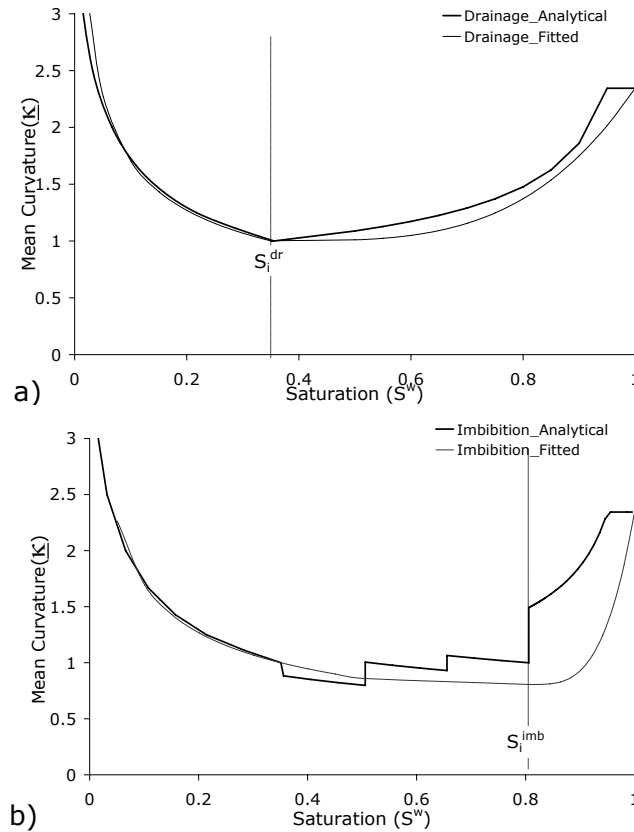 Drainage_Analytical
Drainage_Fitted
3
2.5
2
1.5
1
0.5
0
Mean Curvature(K)
S_i^dr
0
0.2
0.4
0.6
0.8
1
Saturation (S^w)
a)
Imbibition_Analytical
Imbibition_Fitted
3
2.5
2
1.5
1
0.5
0
Mean Curvature(K)
S_i^imb
0
0.2
0.4
0.6
0.8
1
Saturation (S^w)
b)